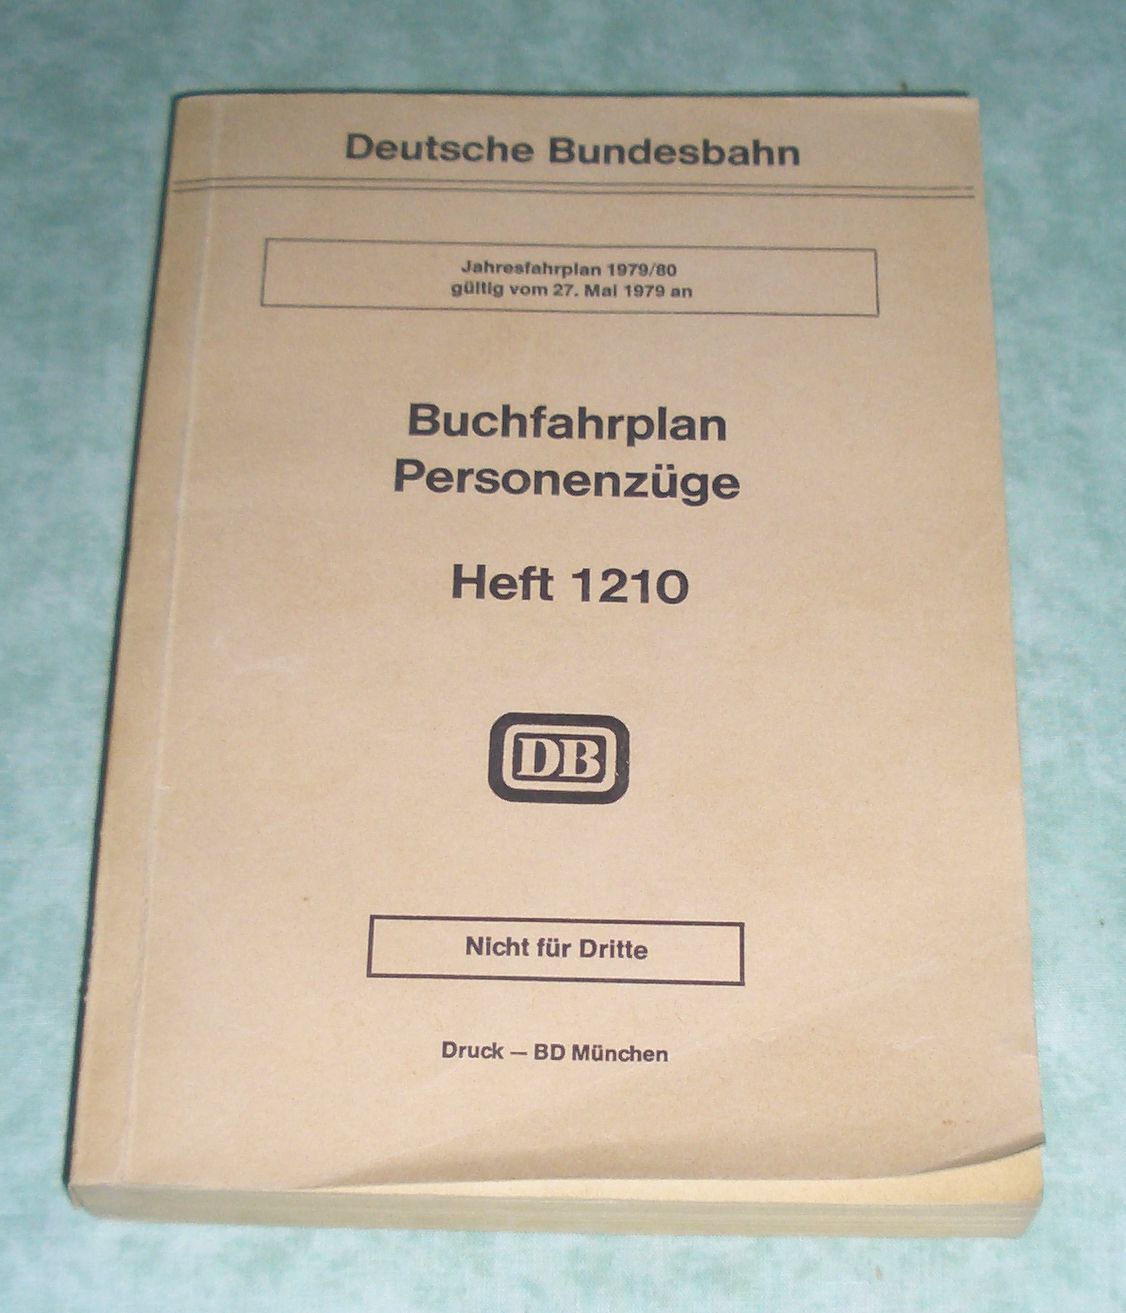 Deutsche Bundesbahn
Jahresfahrplan 1979/80
gültig vom 27. Mai 1979 an
Buchfahrplan
Personenzüge
Heft 1210
DB
Nicht für Dritte
Druck — BD München